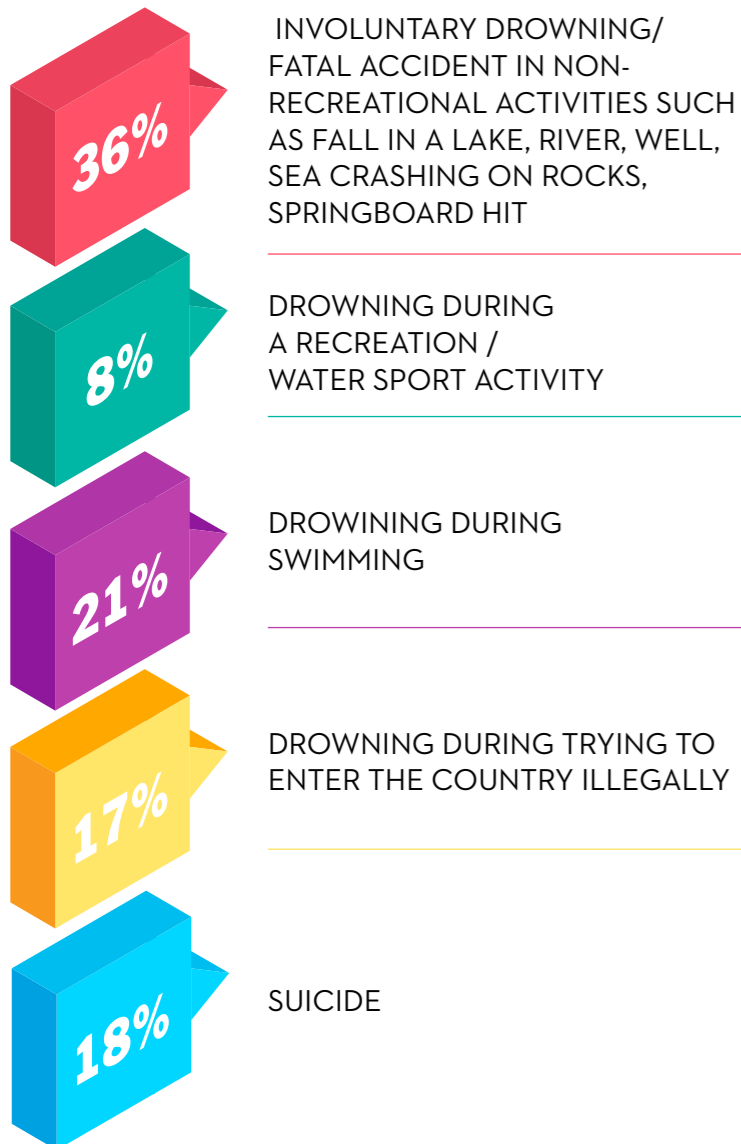 36%
INVOLUNTARY DROWNING/
FATAL ACCIDENT IN NON-
RECREATIONAL ACTIVITIES SUCH
AS FALL IN A LAKE, RIVER, WELL,
SEA CRASHING ON ROCKS,
SPRINGBOARD HIT
8%
DROWNING DURING
A RECREATION /
WATER SPORT ACTIVITY
21%
DROWINING DURING
SWIMMING
17%
DROWNING DURING TRYING TO
ENTER THE COUNTRY ILLEGALLY
18%
SUICIDE